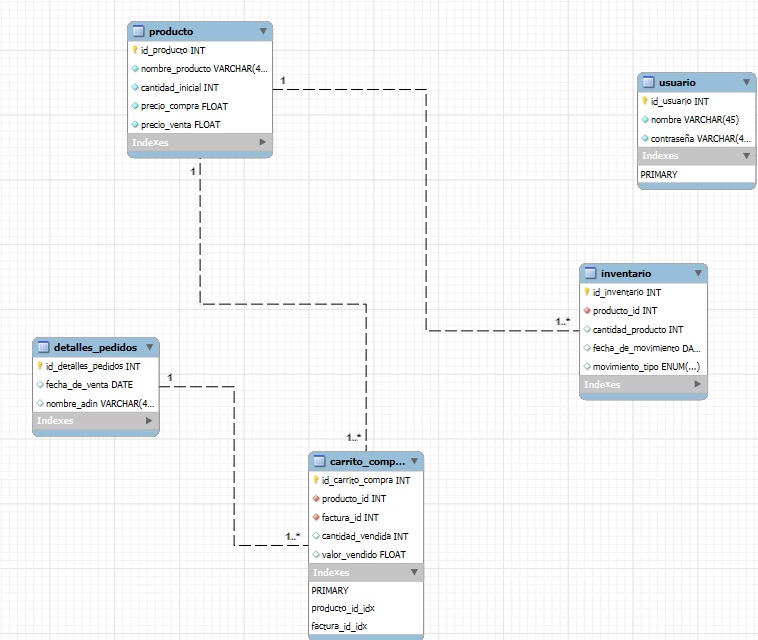 producto
id_producto INT
nombre_producto VARCHAR(4...
cantidad_inicial INT
precio_compra FLOAT
precio_venta FLOAT
Indexes
1
1
usuario
id_usuario INT
nombre VARCHAR(45)
contraseña VARCHAR(4...
Indexes
PRIMARY
inventario
id_inventario INT
producto_id INT
cantidad_producto INT
fecha_de_movimiento DA...
movimiento_tipo ENUM(...)
Indexes
1..*
detalles_pedidos
id_detalles_pedidos INT
fecha_de_venta DATE
nombre_adin VARCHAR(4...
Indexes
1
1..*
1..*
carrito_comp...
id_carrito_compra INT
producto_id INT
factura_id INT
cantidad_vendida INT
valor_vendido FLOAT
Indexes
PRIMARY
producto_id_idx
factura_id_idx